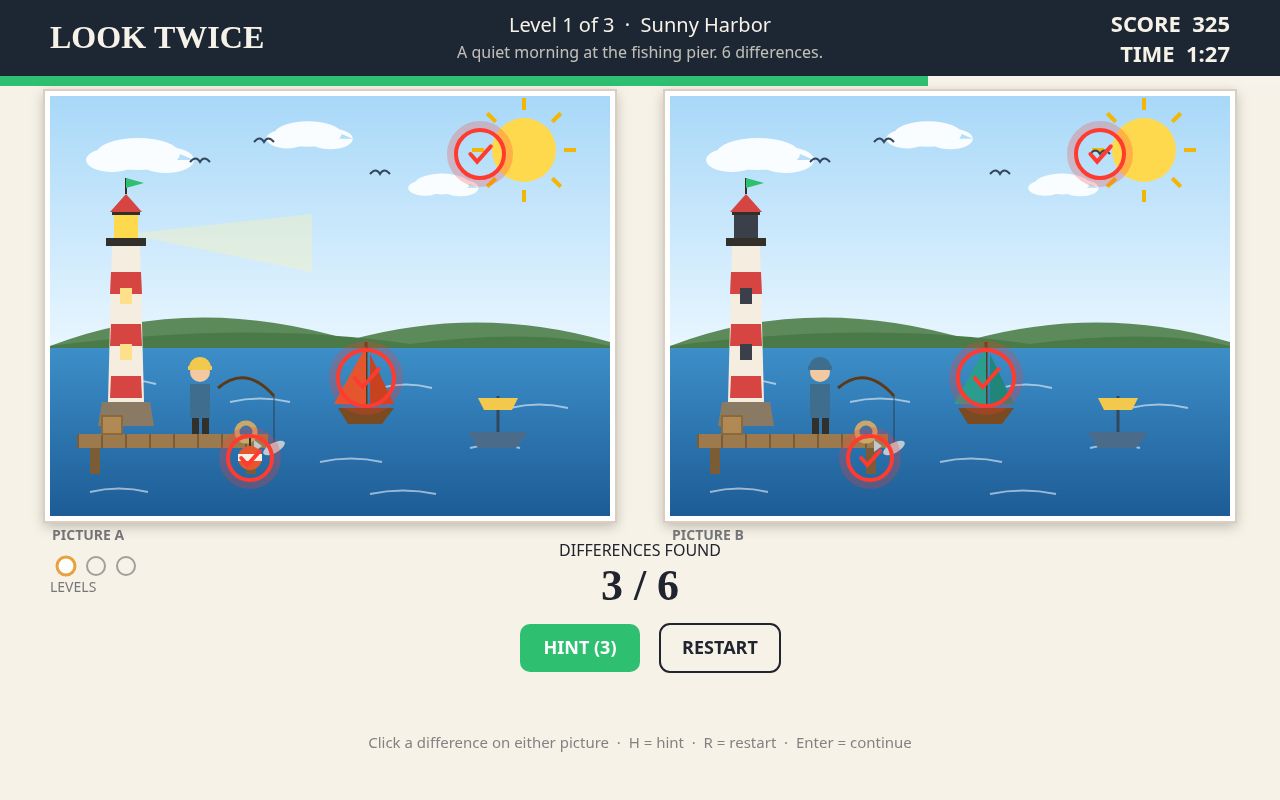 LOOK TWICE
Level 1 of 3 · Sunny Harbor
A quiet morning at the fishing pier. 6 differences.
SCORE 325
TIME 1:27
PICTURE A
PICTURE B
LEVELS
DIFFERENCES FOUND
3 / 6
HINT (3)
RESTART
Click a difference on either picture · H = hint · R = restart · Enter = continue